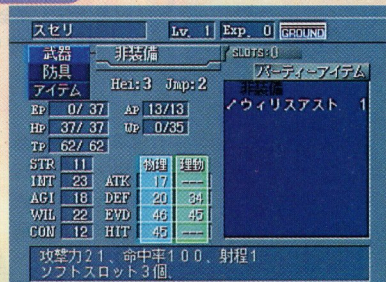 スセリ Lv. 1 Exp. 0 GROUND
武器 非装備 SLOTS:0
防具 パーティーアイテム
アイテム Hei:3 Jmp:2 非装備
EP 0/ 37 AP 13/13 ウィリスアスト 1
HP 37/ 37 WP 0/35
TP 62/ 62
STR 11 物理 理動
INT 23 ATK 17 ---
AGI 18 DEF 20 34
WIL 22 EVD 46 45
CON 12 HIT 45 ---
攻撃力21、命中率100、射程1
ソフトスロット3個、